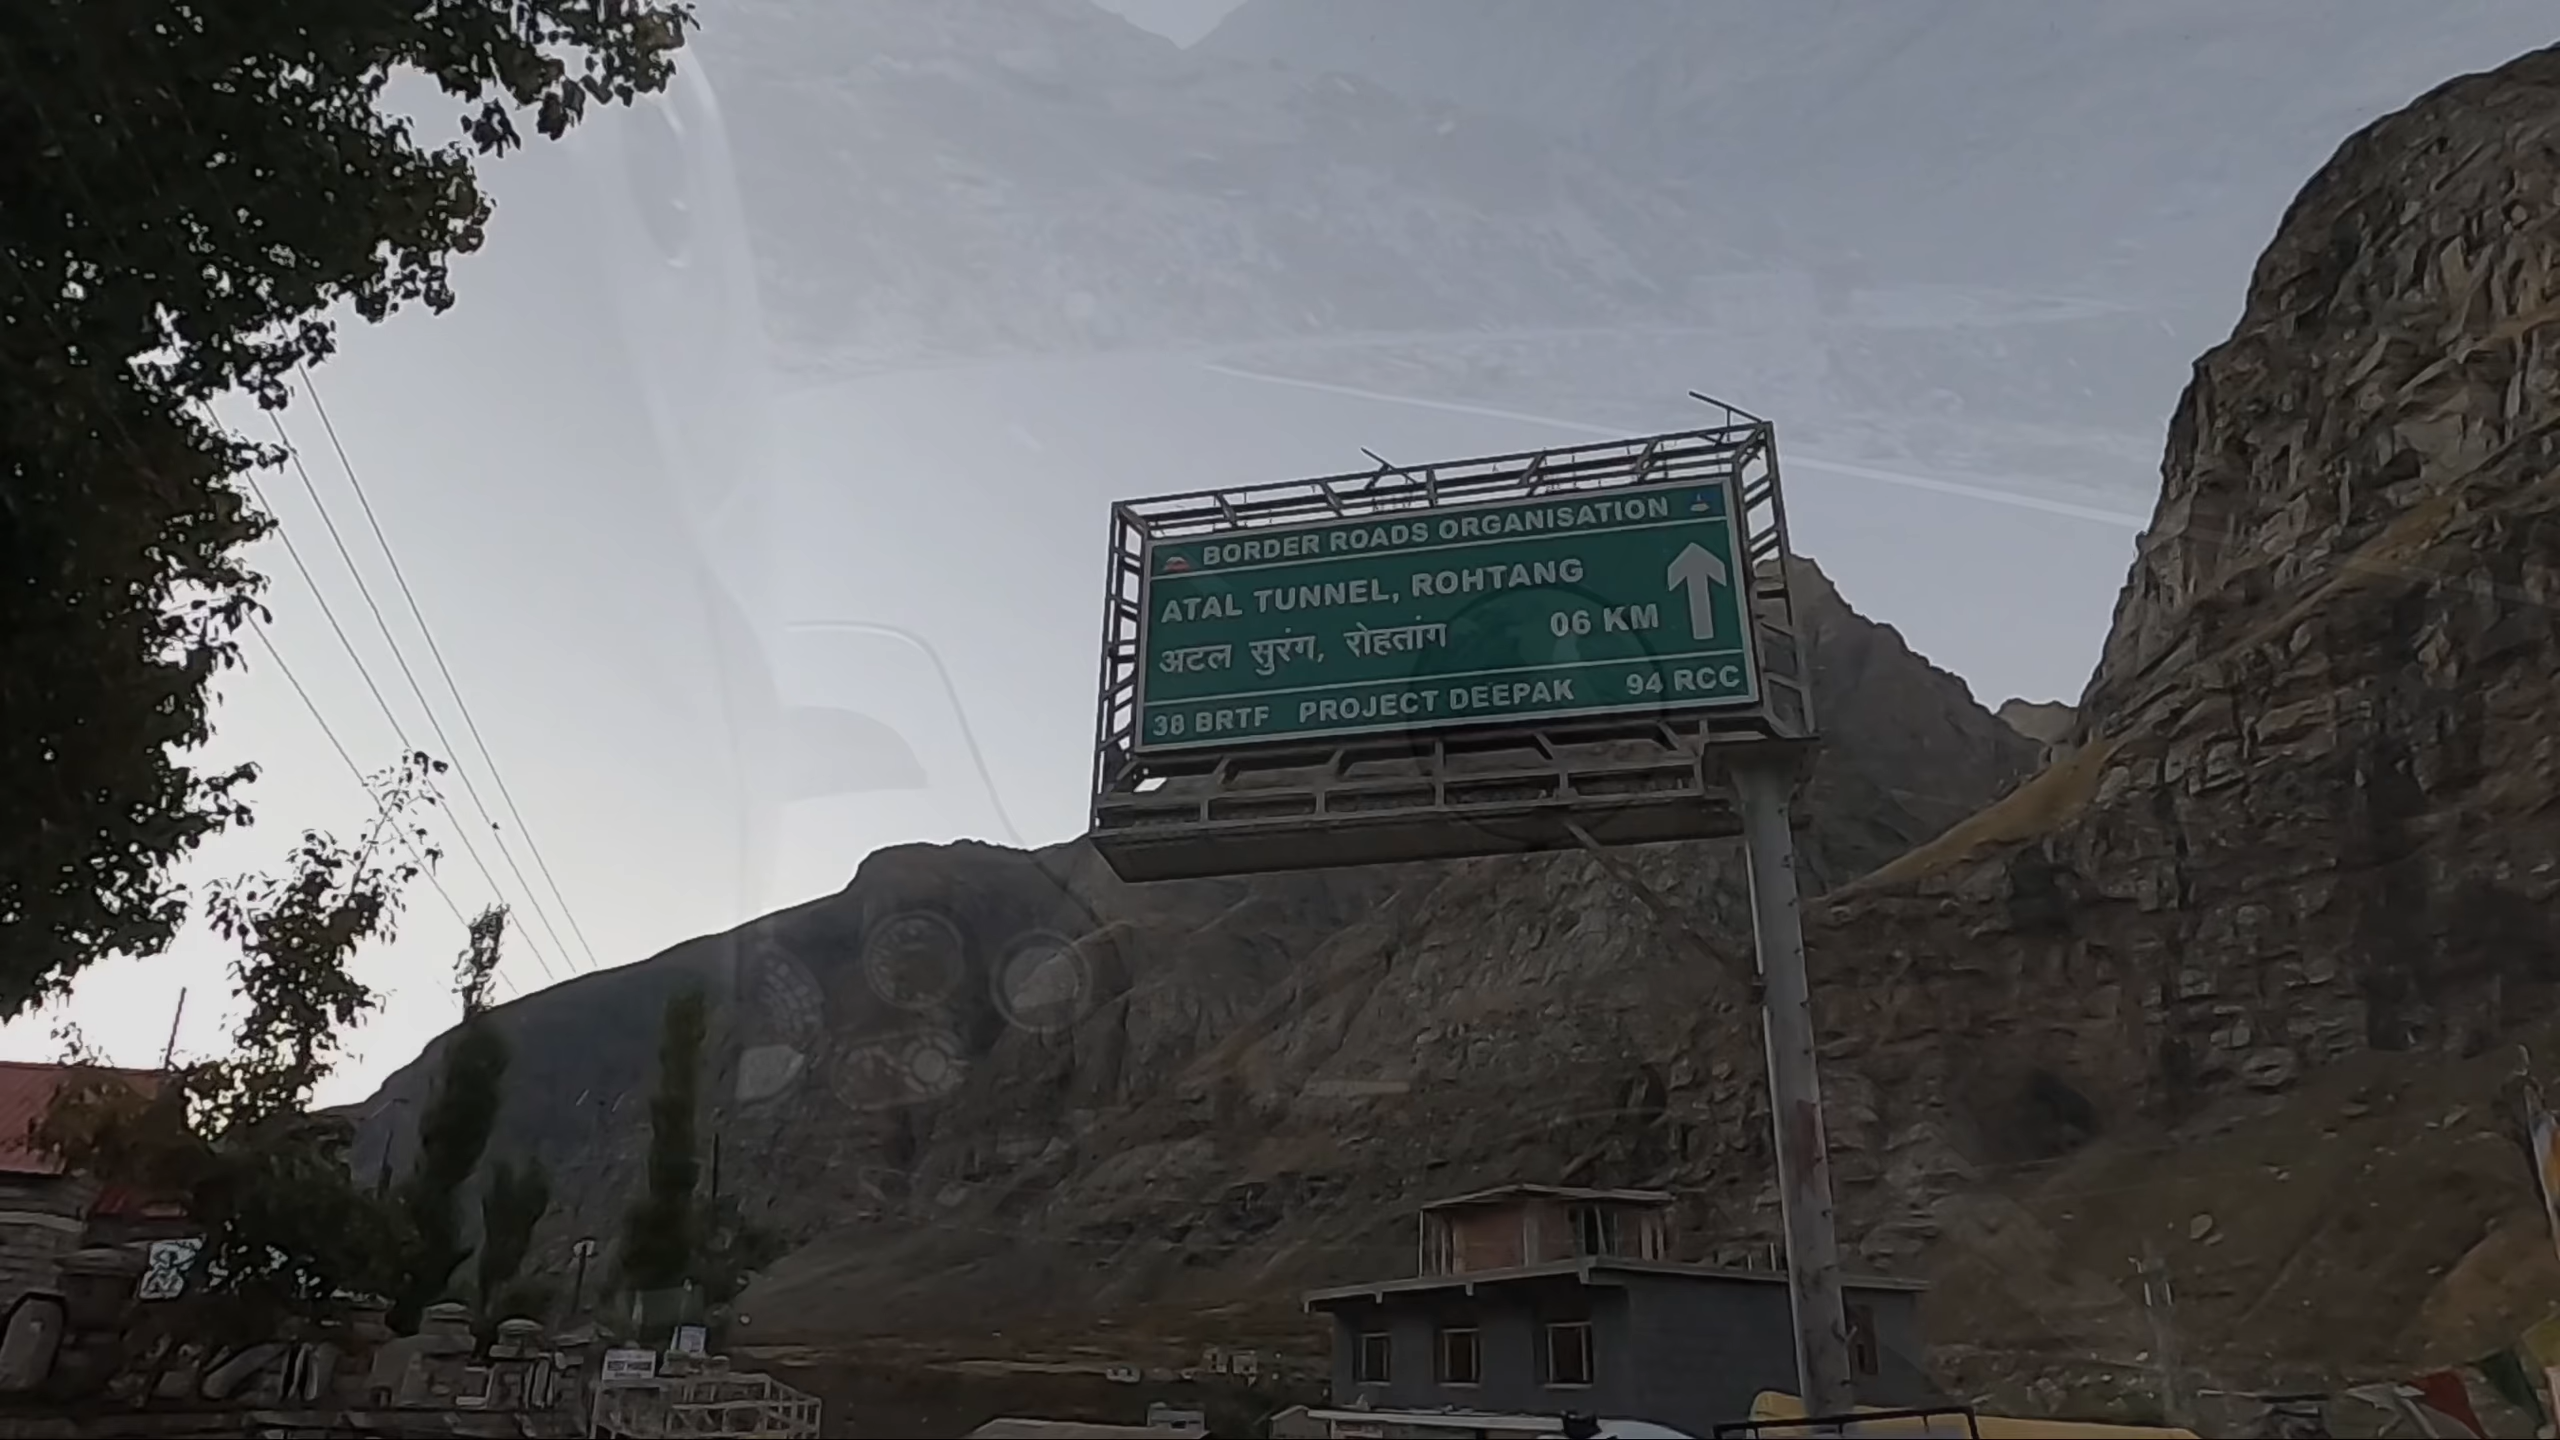 BORDER ROADS ORGANISATION
ATAL TUNNEL, ROHTANG
अटल सुरंग, रोहतांग 06 KM
38 BRTF PROJECT DEEPAK 94 RCC